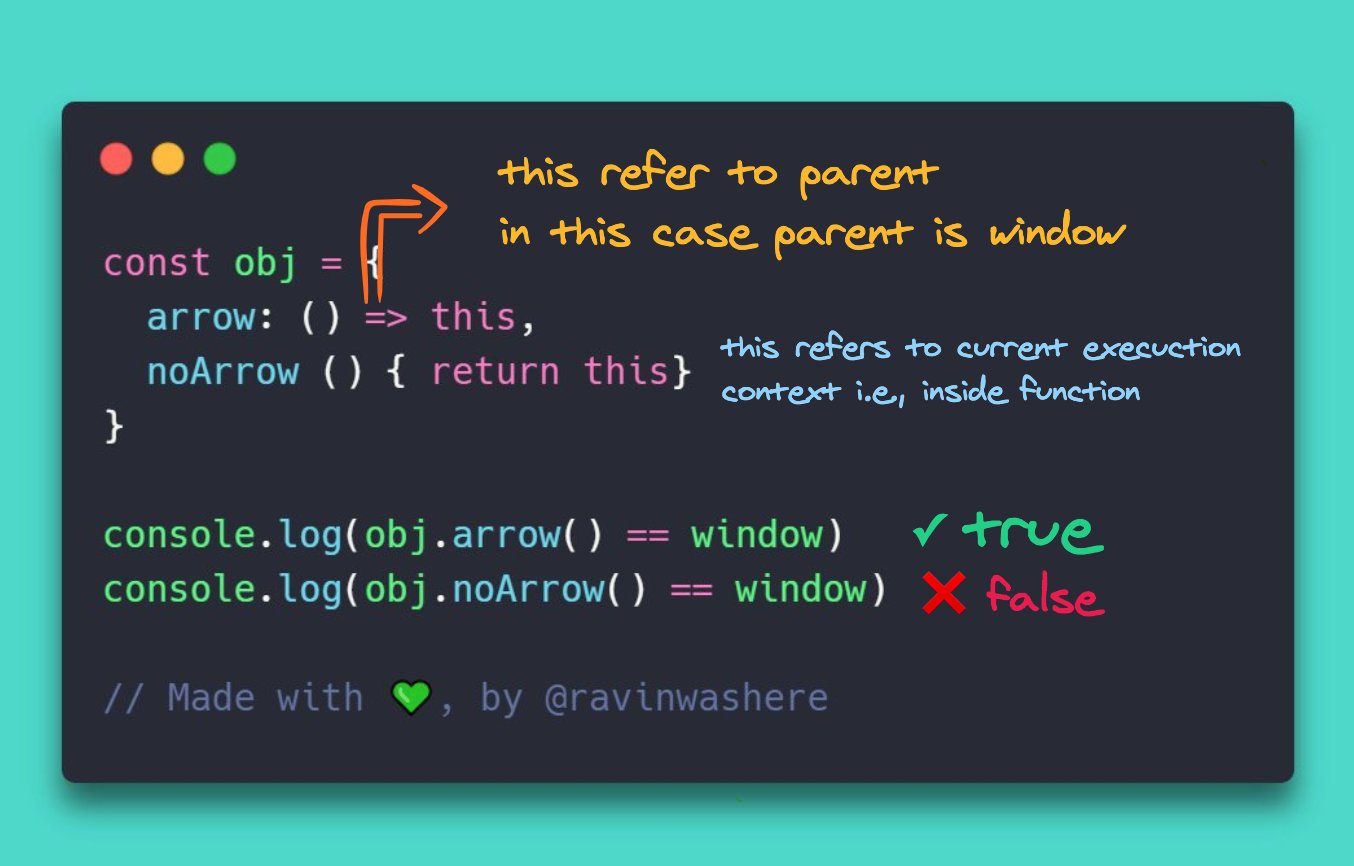 this refer to parent
in this case parent is window
const obj = {
arrow: () => this,
noArrow () { return this}
this refers to current execuction
context i.e., inside function
}
console.log(obj.arrow() == window) ✓ true
console.log(obj.noArrow() == window) ❌ false
// Made with 💚, by @ravinwashere